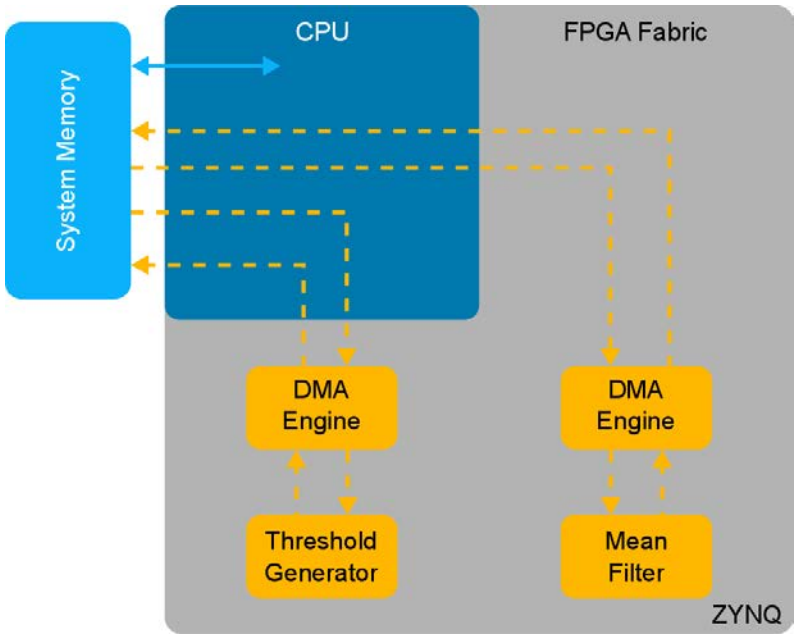 CPU
FPGA Fabric
System Memory
DMA
Engine
DMA
Engine
Threshold
Generator
Mean
Filter
ZYNQ